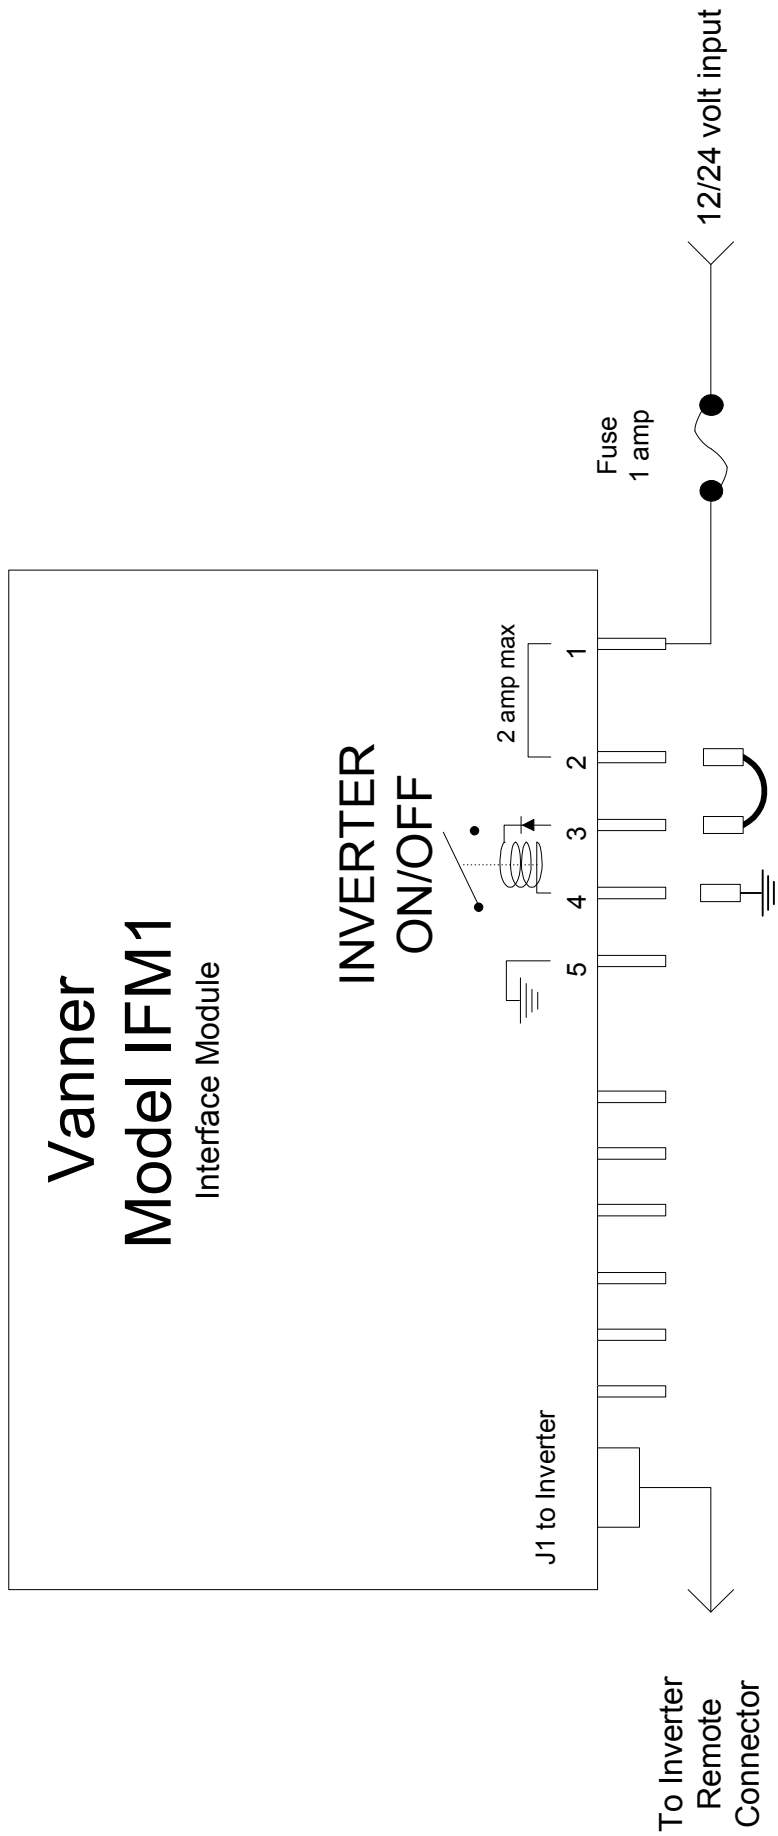 Vanner
Model IFM1
Interface Module
INVERTER
ON/OFF
2 amp max
J1 to Inverter
5
4
3
2
1
Fuse
1 amp
12/24 volt input
To Inverter
Remote
Connector